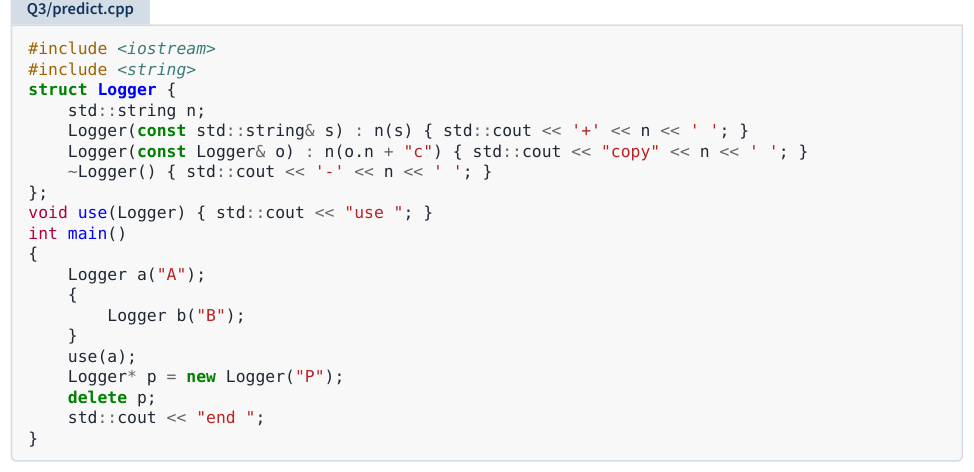 Q3/predict.cpp
#include <iostream>
#include <string>
struct Logger {
    std::string n;
    Logger(const std::string& s) : n(s) { std::cout << '+' << n << ' '; }
    Logger(const Logger& o) : n(o.n + "c") { std::cout << "copy" << n << ' '; }
    ~Logger() { std::cout << '-' << n << ' '; }
};
void use(Logger) { std::cout << "use "; }
int main()
{
    Logger a("A");
    {
        Logger b("B");
    }
    use(a);
    Logger* p = new Logger("P");
    delete p;
    std::cout << "end ";
}